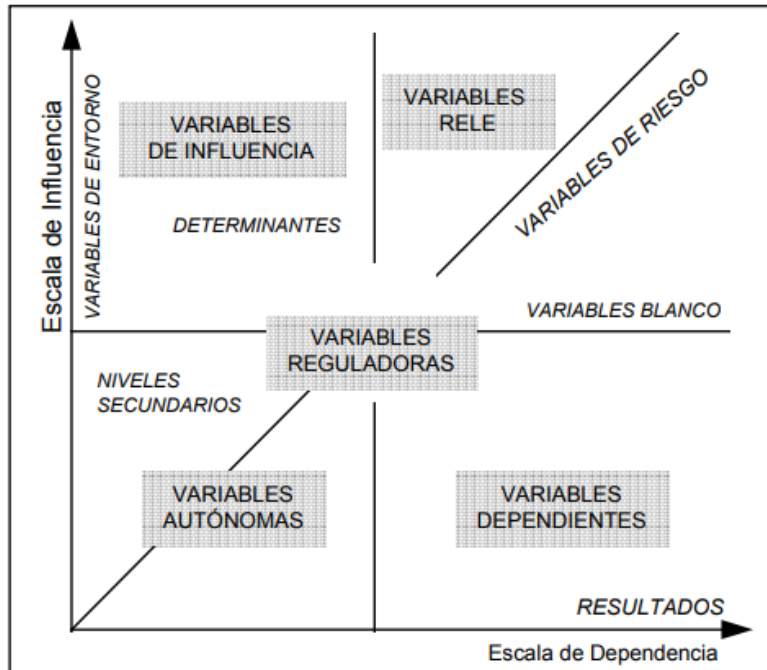 Escala de Influencia
VARIABLES DE ENTORNO
VARIABLES
DE INFLUENCIA
VARIABLES
RELE
VARIABLES DE RIESGO
DETERMINANTES
VARIABLES BLANCO
VARIABLES
REGULADORAS
NIVELES
SECUNDARIOS
VARIABLES
AUTÓNOMAS
VARIABLES
DEPENDIENTES
RESULTADOS
Escala de Dependencia